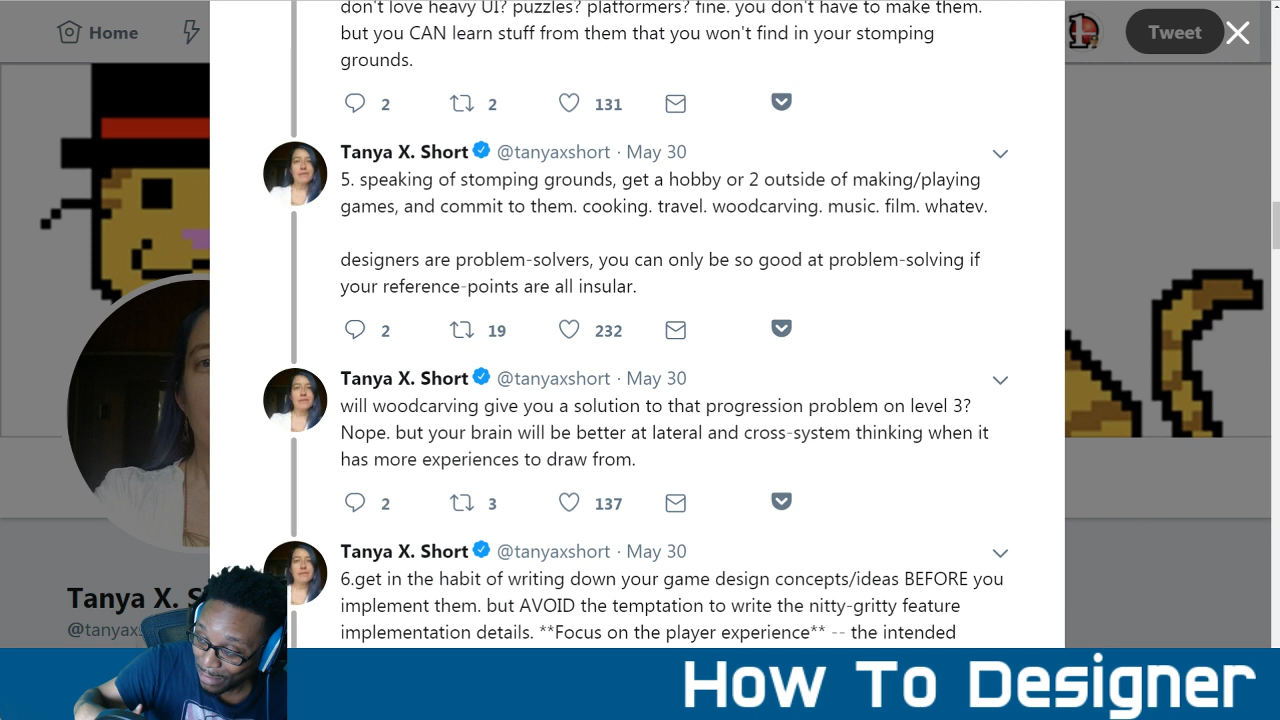 don't love heavy UI? puzzles? platformers? fine. you don't have to make them.
but you CAN learn stuff from them that you won't find in your stomping
grounds.
Home
Tweet
2 2 131
Tanya X. Short @tanyaxshort · May 30
5. speaking of stomping grounds, get a hobby or 2 outside of making/playing
games, and commit to them. cooking. travel. woodcarving. music. film. whatev.
designers are problem-solvers, you can only be so good at problem-solving if
your reference-points are all insular.
2 19 232
Tanya X. Short @tanyaxshort · May 30
will woodcarving give you a solution to that progression problem on level 3?
Nope. but your brain will be better at lateral and cross-system thinking when it
has more experiences to draw from.
2 3 137
Tanya X. Short @tanyaxshort · May 30
6.get in the habit of writing down your game design concepts/ideas BEFORE you
implement them. but AVOID the temptation to write the nitty-gritty feature
implementation details. **Focus on the player experience** -- the intended
Tanya X. S
@tanyax
How To Designer